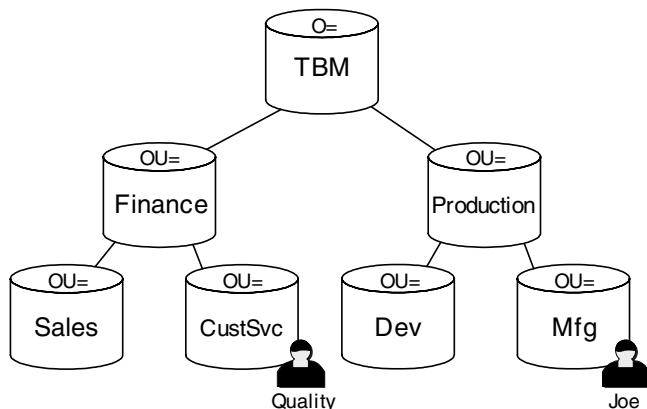 O=
TBM
OU=
Finance
OU=
Production
OU=
Sales
OU=
CustSvc
OU=
Dev
OU=
Mfg
Quality
Joe